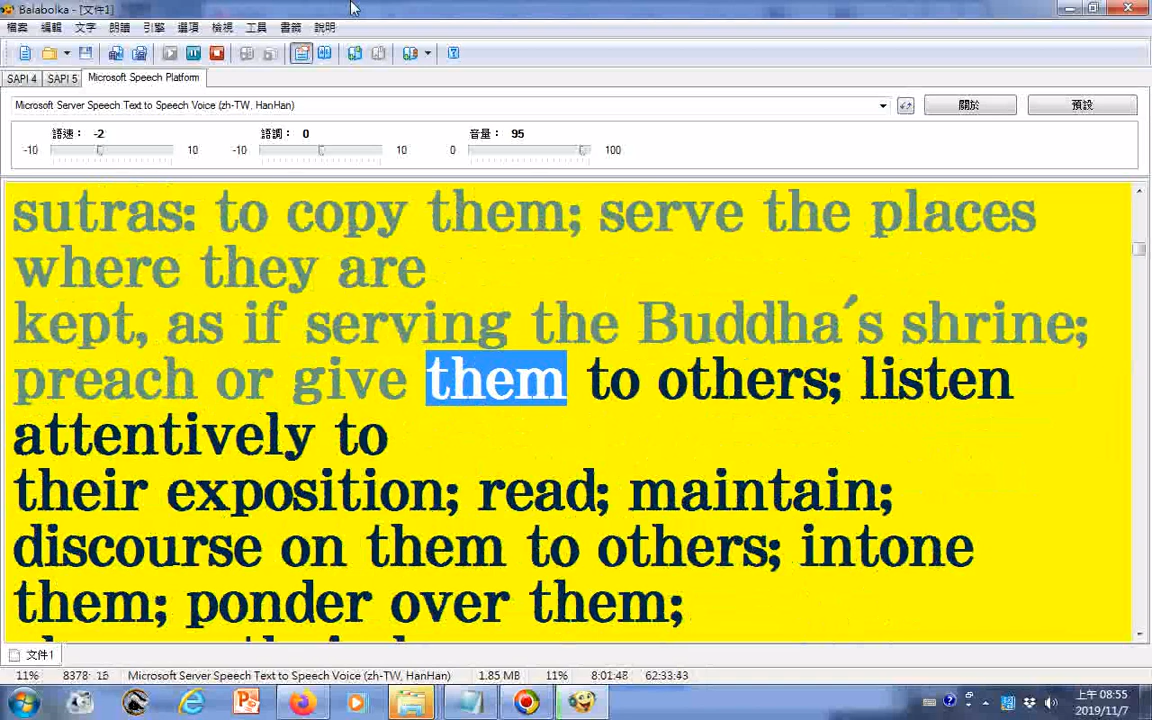 Balabolka - [文件1]
檔案 編輯 文字 朗讀 引擎 選項 檢視 工具 書籤 說明
SAPI 4 SAPI 5 Microsoft Speech Platform
Microsoft Server Speech Text to Speech Voice (zh-TW, HanHan) 關於 預設
語速： -2 語調： 0 音量： 95
-10 10 -10 10 0 100
sutras: to copy them; serve the places
where they are
kept, as if serving the Buddha's shrine;
preach or give them to others; listen
attentively to
their exposition; read; maintain;
discourse on them to others; intone
them; ponder over them;
文件1
11% 8378: 16 Microsoft Server Speech Text to Speech Voice (zh-TW, HanHan) 1.85 MB 11% 8:01:48 62:33:43
上午 08:55
2019/11/7